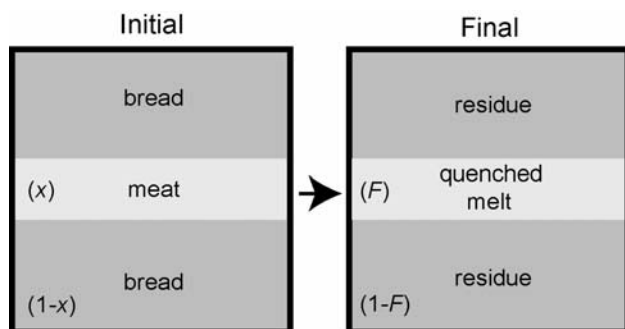 Initial
bread
(x) meat
bread
(1-x)
Final
residue
(F) quenched
melt
residue
(1-F)